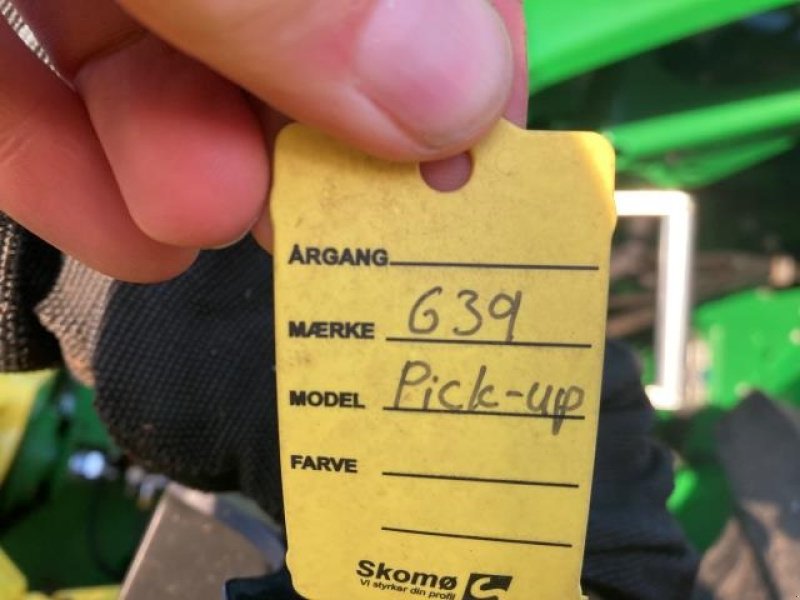 ÅRGANG
MÆRKE 639
MODEL Pick-up
FARVE
Skomø
Vi styrker din profil